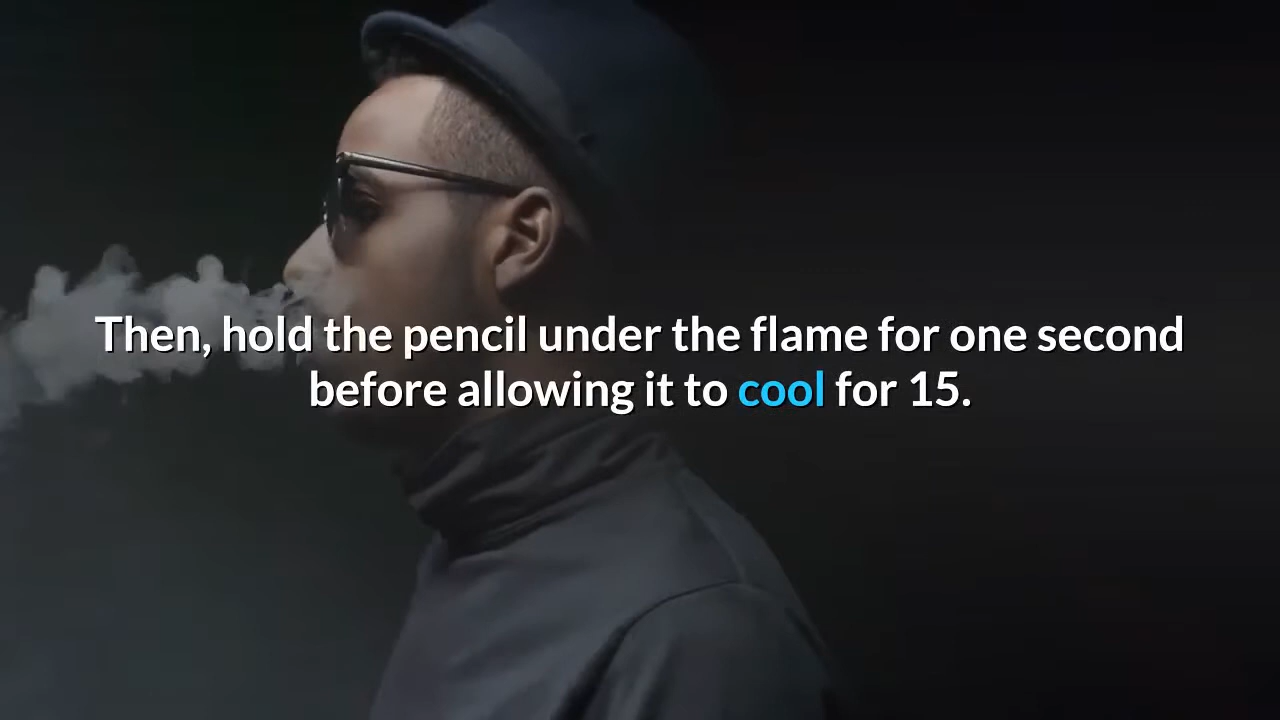 Then, hold the pencil under the flame for one second
before allowing it to cool for 15.